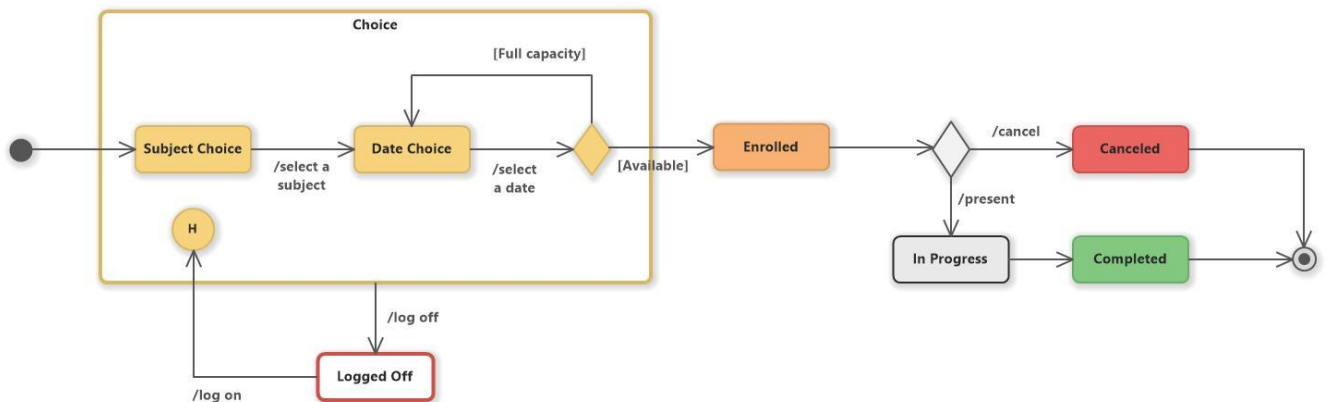 Choice
[Full capacity]
Subject Choice
/select a
subject
Date Choice
/select
a date
[Available]
Enrolled
/cancel
Canceled
/present
In Progress
Completed
H
/log off
Logged Off
/log on